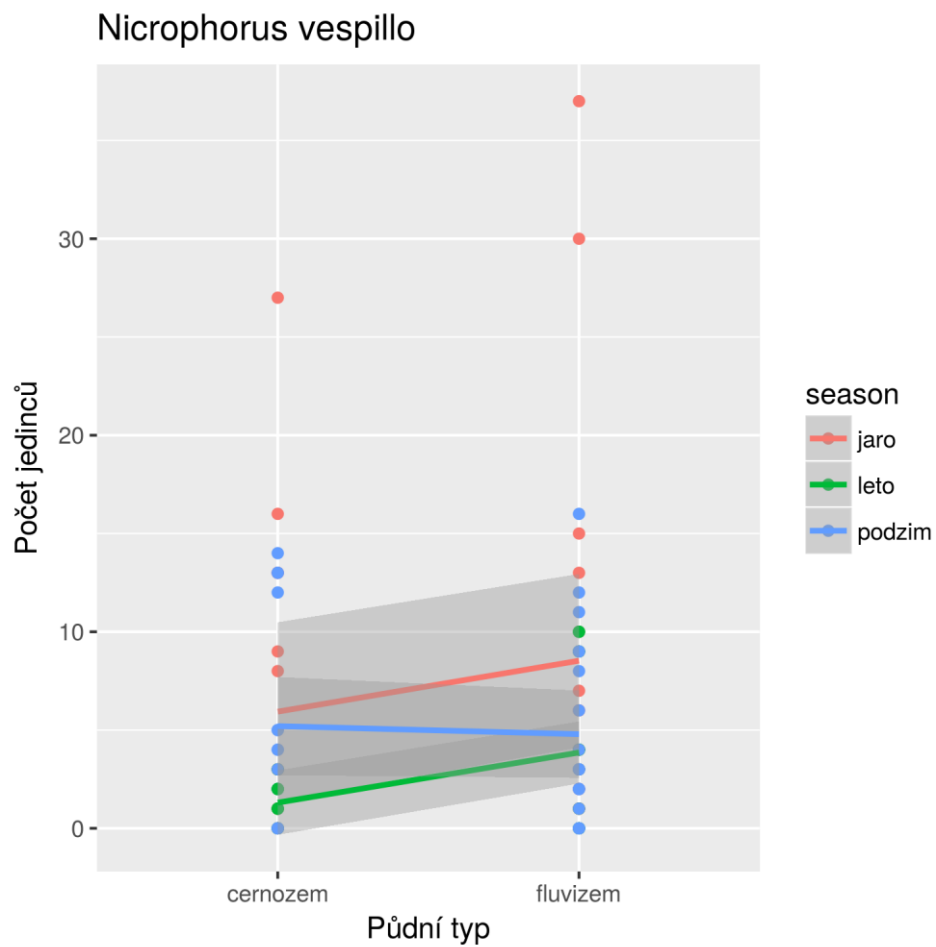 Nicrophorus vespillo
Počet jedinců
30
20
10
0
cernozem fluvizem
Půdní typ
season
jaro
leto
podzim